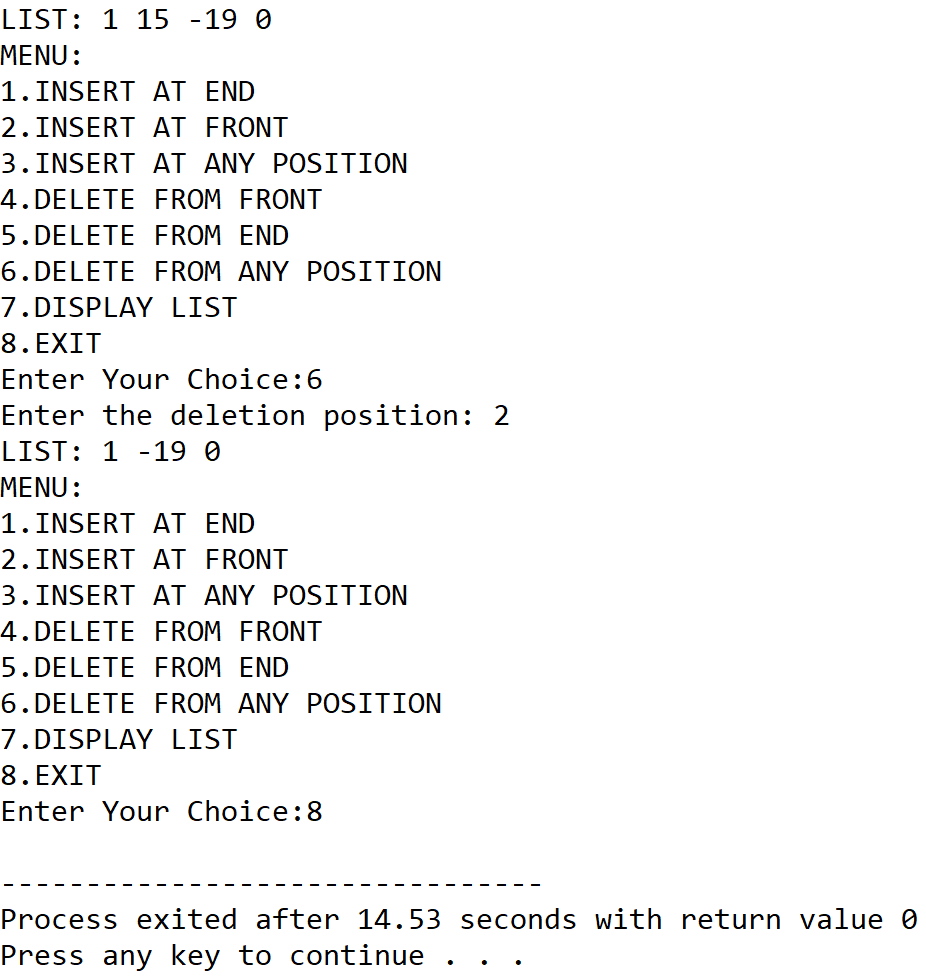 LIST: 1 15 -19 0
MENU:
1.INSERT AT END
2.INSERT AT FRONT
3.INSERT AT ANY POSITION
4.DELETE FROM FRONT
5.DELETE FROM END
6.DELETE FROM ANY POSITION
7.DISPLAY LIST
8.EXIT
Enter Your Choice:6
Enter the deletion position: 2
LIST: 1 -19 0
MENU:
1.INSERT AT END
2.INSERT AT FRONT
3.INSERT AT ANY POSITION
4.DELETE FROM FRONT
5.DELETE FROM END
6.DELETE FROM ANY POSITION
7.DISPLAY LIST
8.EXIT
Enter Your Choice:8
--------------------------------
Process exited after 14.53 seconds with return value 0
Press any key to continue . . .